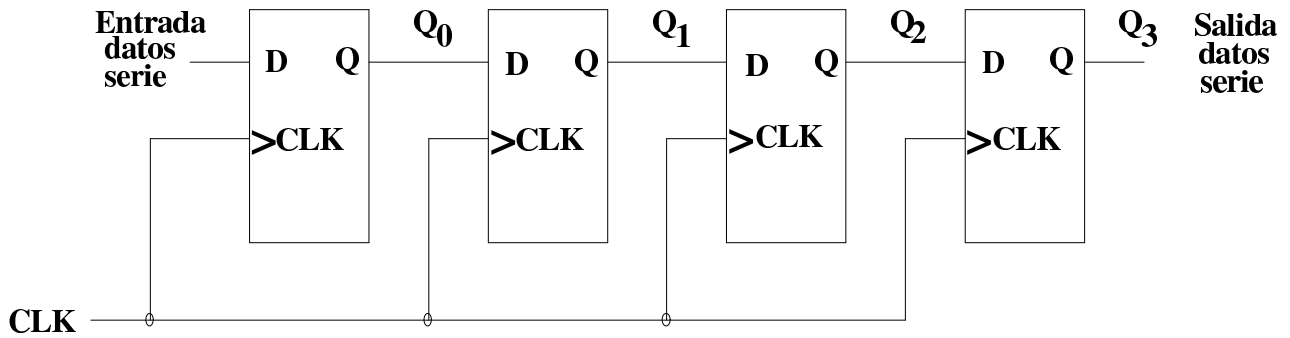 Entrada
datos
serie
D Q
>CLK
Q0
D Q
>CLK
Q1
D Q
>CLK
Q2
D Q
>CLK
Q3
Salida
datos
serie
CLK